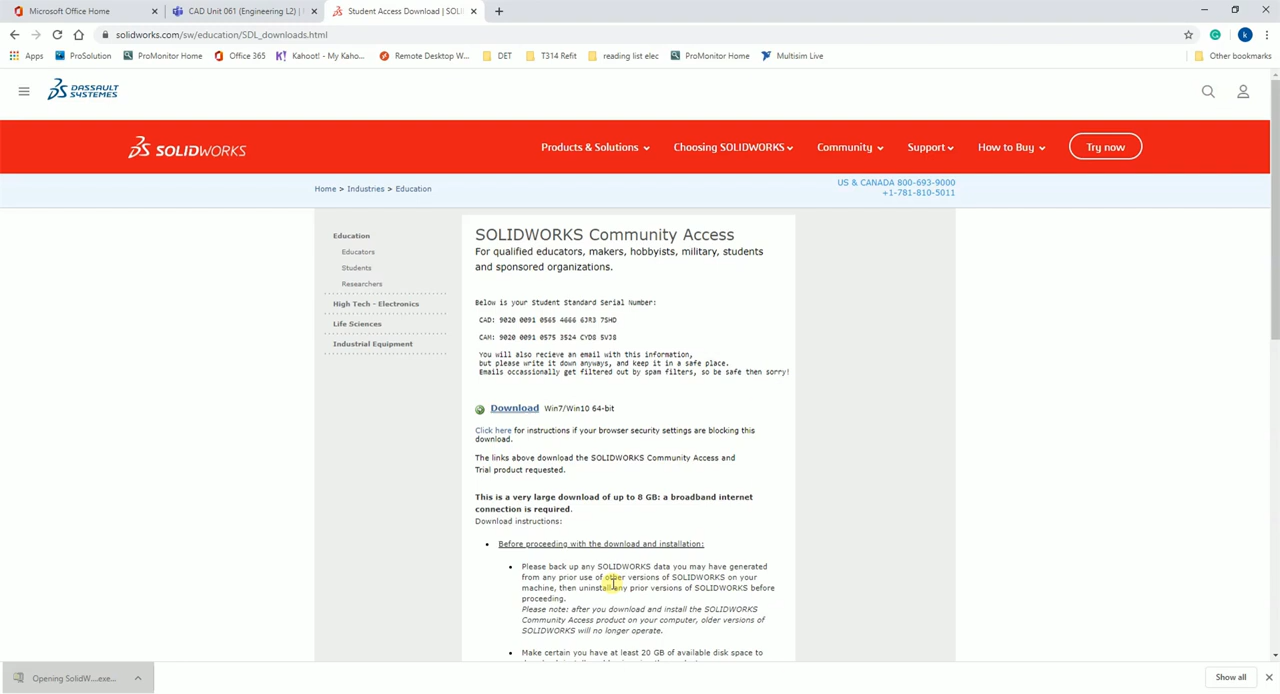 Microsoft Office Home
CAD Unit 061 (Engineering L2) |
Student Access Download | SOLI
solidworks.com/sw/education/SDL_downloads.html
Apps
ProSolution
ProMonitor Home
Office 365
Kahoot! - My Kaho...
Remote Desktop W...
DET
T314 Refit
reading list elec
ProMonitor Home
Multisim Live
Other bookmarks
DASSAULT SYSTEMES
SOLIDWORKS
Products & Solutions
Choosing SOLIDWORKS
Community
Support
How to Buy
Try now
Home > Industries > Education
US & CANADA 800-693-9000
+1-781-810-5011
Education
Educators
Students
Researchers
High Tech - Electronics
Life Sciences
Industrial Equipment
SOLIDWORKS Community Access
For qualified educators, makers, hobbyists, military, students
and sponsored organizations.
Below is your Student Standard Serial Number:
CAD: 9020 0091 0565 4666 6JR3 7SHD
CAM: 9020 0091 0575 3524 CYD8 5VJ8
You will also recieve an email with this information,
but please write it down anyways, and keep it in a safe place.
Emails occassionally get filtered out by spam filters, so be safe then sorry!
Download Win7/Win10 64-bit
Click here for instructions if your browser security settings are blocking this
download.
The links above download the SOLIDWORKS Community Access and
Trial product requested.
This is a very large download of up to 8 GB: a broadband internet
connection is required.
Download instructions:
Before proceeding with the download and installation:
Please back up any SOLIDWORKS data you may have generated
from any prior use of other versions of SOLIDWORKS on your
machine, then uninstall any prior versions of SOLIDWORKS before
proceeding.
Please note: after you download and install the SOLIDWORKS
Community Access product on your computer, older versions of
SOLIDWORKS will no longer operate.
Make certain you have at least 20 GB of available disk space to
Opening SolidW....exe...
Show all